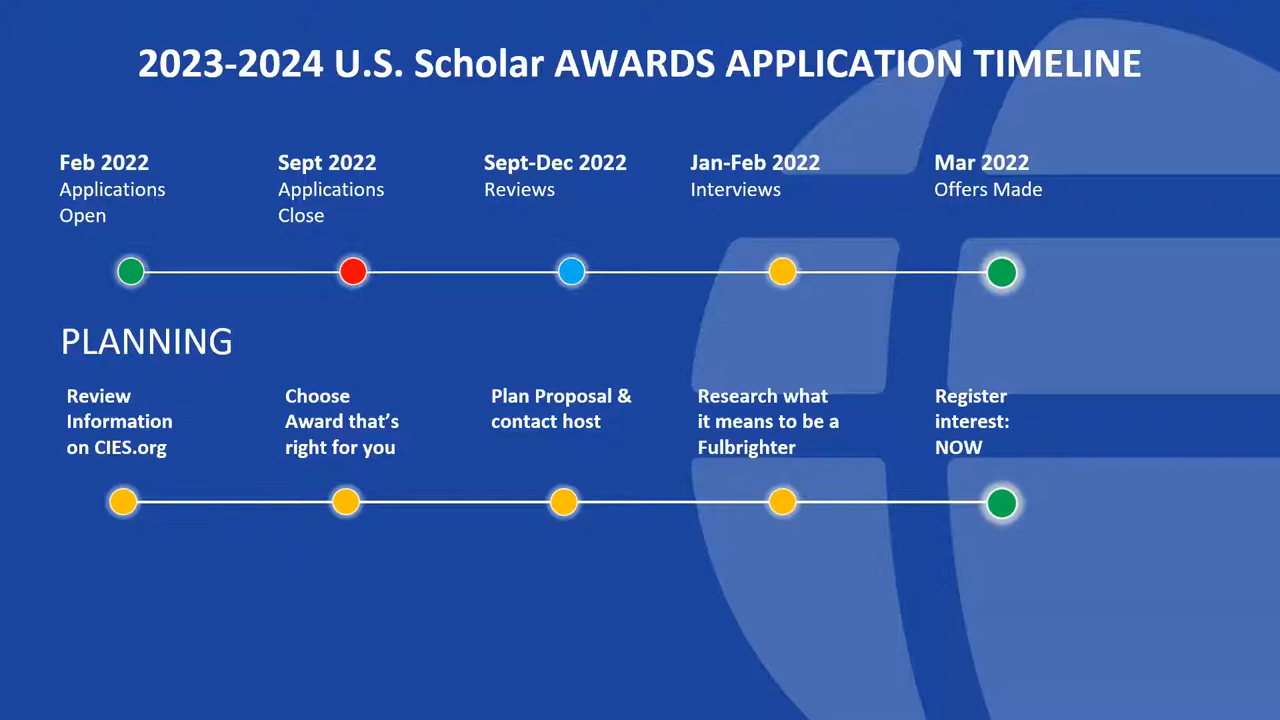 2023-2024 U.S. Scholar AWARDS APPLICATION TIMELINE
Feb 2022
Applications
Open
Sept 2022
Applications
Close
Sept-Dec 2022
Reviews
Jan-Feb 2022
Interviews
Mar 2022
Offers Made
PLANNING
Review
Information
on CIES.org
Choose
Award that's
right for you
Plan Proposal &
contact host
Research what
it means to be a
Fulbrighter
Register
interest:
NOW